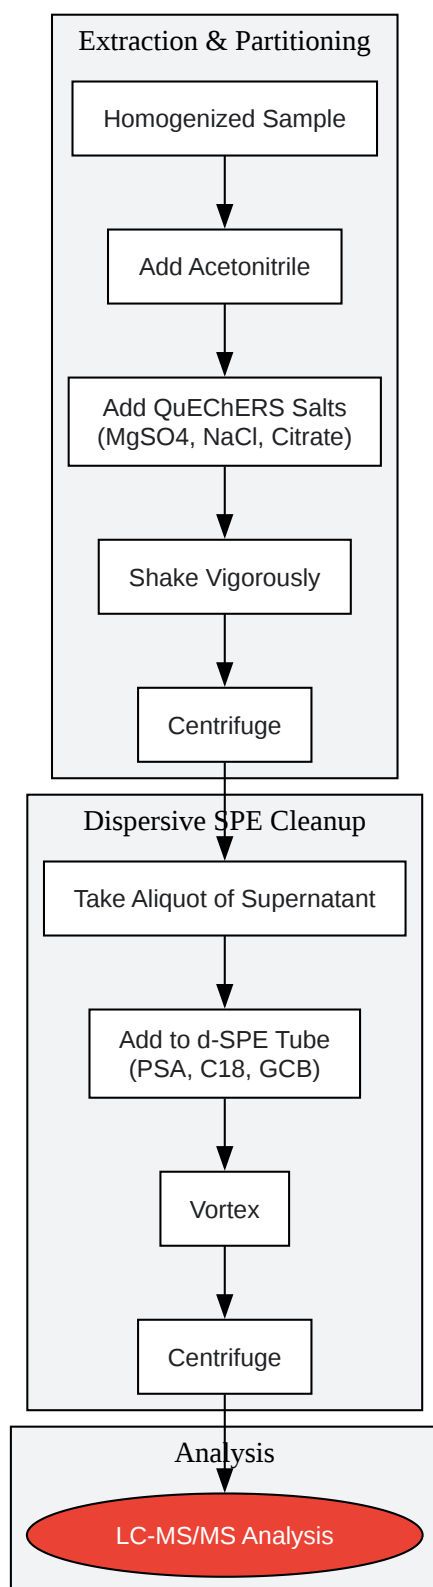 Extraction & Partitioning
Homogenized Sample
Add Acetonitrile
Add QuEChERS Salts
(MgSO4, NaCl, Citrate)
Shake Vigorously
Centrifuge
Dispersive SPE Cleanup
Take Aliquot of Supernatant
Add to d-SPE Tube
(PSA, C18, GCB)
Vortex
Centrifuge
Analysis
LC-MS/MS Analysis